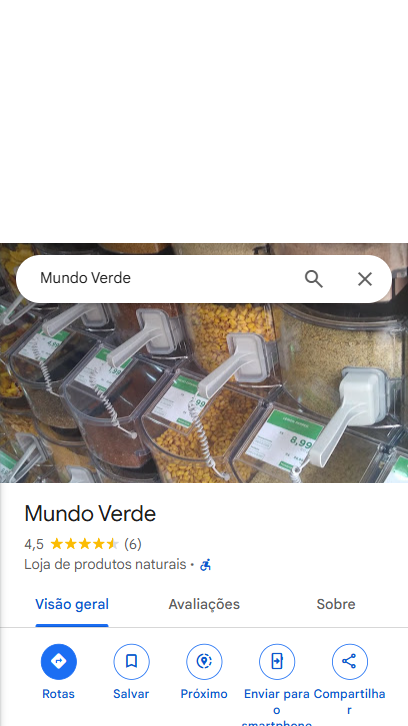 Mundo Verde
8,99
Mundo Verde
4,5 (6)
Loja de produtos naturais ·
Visão geral
Avaliações
Sobre
Rotas
Salvar
Próximo
Enviar para
o
smartphone
Compartilha
r